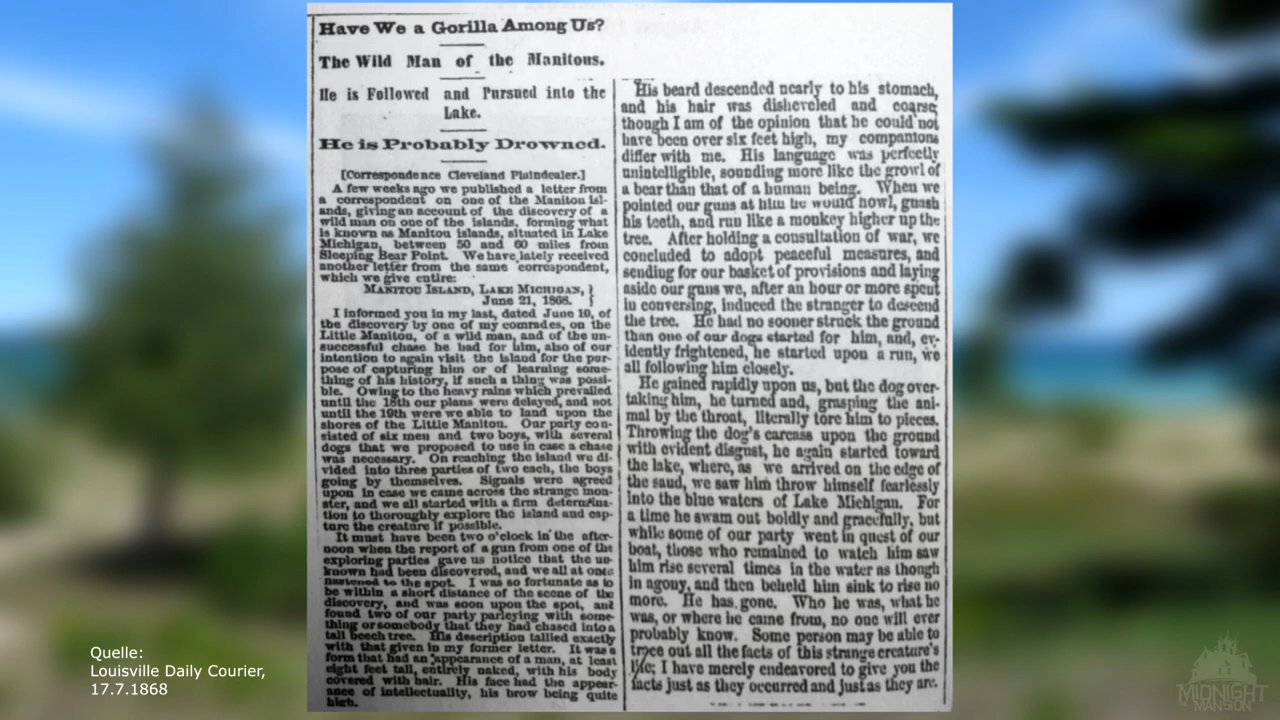 Have We a Gorilla Among Us?
The Wild Man of the Manitous.
He is Followed and Pursued into the
Lake.
He is Probably Drowned.
[Correspondence Cleveland Plaindealer.]
A few weeks ago we published a letter from
a correspondent on one of the Manitou isl-
ands, giving an account of the discovery of a
wild man on one of the islands, forming what
is known as Manitou islands, situated in Lake
Michigan, between 50 and 60 miles from
Sleeping Bear Point. We have lately received
another letter from the same correspondent,
which we give entire:
MANITOU ISLAND, LAKE MICHIGAN, }
June 21, 1868. }
I informed you in my last, dated June 10, of
the discovery by one of my comrades, on the
Little Manitou, of a wild man, and of the un-
successful chase he had for him, also of our
intention to again visit the island for the pur-
pose of capturing him or of learning some-
thing of his history, if such a thing was possi-
ble. Owing to the heavy rains which prevailed
until the 18th our plans were delayed, and not
until the 19th were we able to land upon the
shores of the Little Manitou. Our party con-
sisted of six men and two boys, with several
dogs that we proposed to use in case a chase
was necessary. On reaching the island we di-
vided into three parties of two each, the boys
going by themselves. Signals were agreed
upon in case we came across the strange mon-
ster, and we all started with a firm determina-
tion to thoroughly explore the island and cap-
ture the creature if possible.
It must have been two o'clock in the after-
noon when the report of a gun from one of the
exploring parties gave us notice that the un-
known had been discovered, and we all at once
hastened to the spot. I was so fortunate as to
be within a short distance of the scene of the
discovery, and was soon upon the spot, and
found two of our party parleying with some-
thing or somebody that they had chased into a
tall beech tree. His description tallied exactly
with that given in my former letter. It was a
form that had an appearance of a man, at least
eight feet tall, entirely naked, with his body
covered with hair. His face had the appear-
ance of intellectuality, his brow being quite
high.
His beard descended nearly to his stomach,
and his hair was disheveled and coarse
though I am of the opinion that he could not
have been over six feet high, my companions
differ with me. His language was perfectly
unintelligible, sounding more like the growl of
a bear than that of a human being. When we
pointed our guns at him he would howl, gnash
his teeth, and run like a monkey higher up the
tree. After holding a consultation of war, we
concluded to adopt peaceful measures, and
sending for our basket of provisions and laying
aside our guns we, after an hour or more spent
in conversing, induced the stranger to descend
the tree. He had no sooner struck the ground
than one of our dogs started for him, and, ev-
idently frightened, he started upon a run, we
all following him closely.
He gained rapidly upon us, but the dog over-
taking him, he turned and, grasping the ani-
mal by the throat, literally tore him to pieces.
Throwing the dog's carcass upon the ground
with evident disgust, he again started toward
the lake, where, as we arrived on the edge of
the sand, we saw him throw himself fearlessly
into the blue waters of Lake Michigan. For
a time he swam out boldly and gracefully, but
while some of our party went in quest of our
boat, those who remained to watch him saw
him rise several times in the water as though
in agony, and then beheld him sink to rise no
more. He has gone. Who he was, what he
was, or where he came from, no one will ever
probably know. Some person may be able to
trace out all the facts of this strange creature's
life; I have merely endeavored to give you the
facts just as they occurred and just as they are.
Quelle:
Louisville Daily Courier,
17.7.1868
MIDNIGHT
MANSION